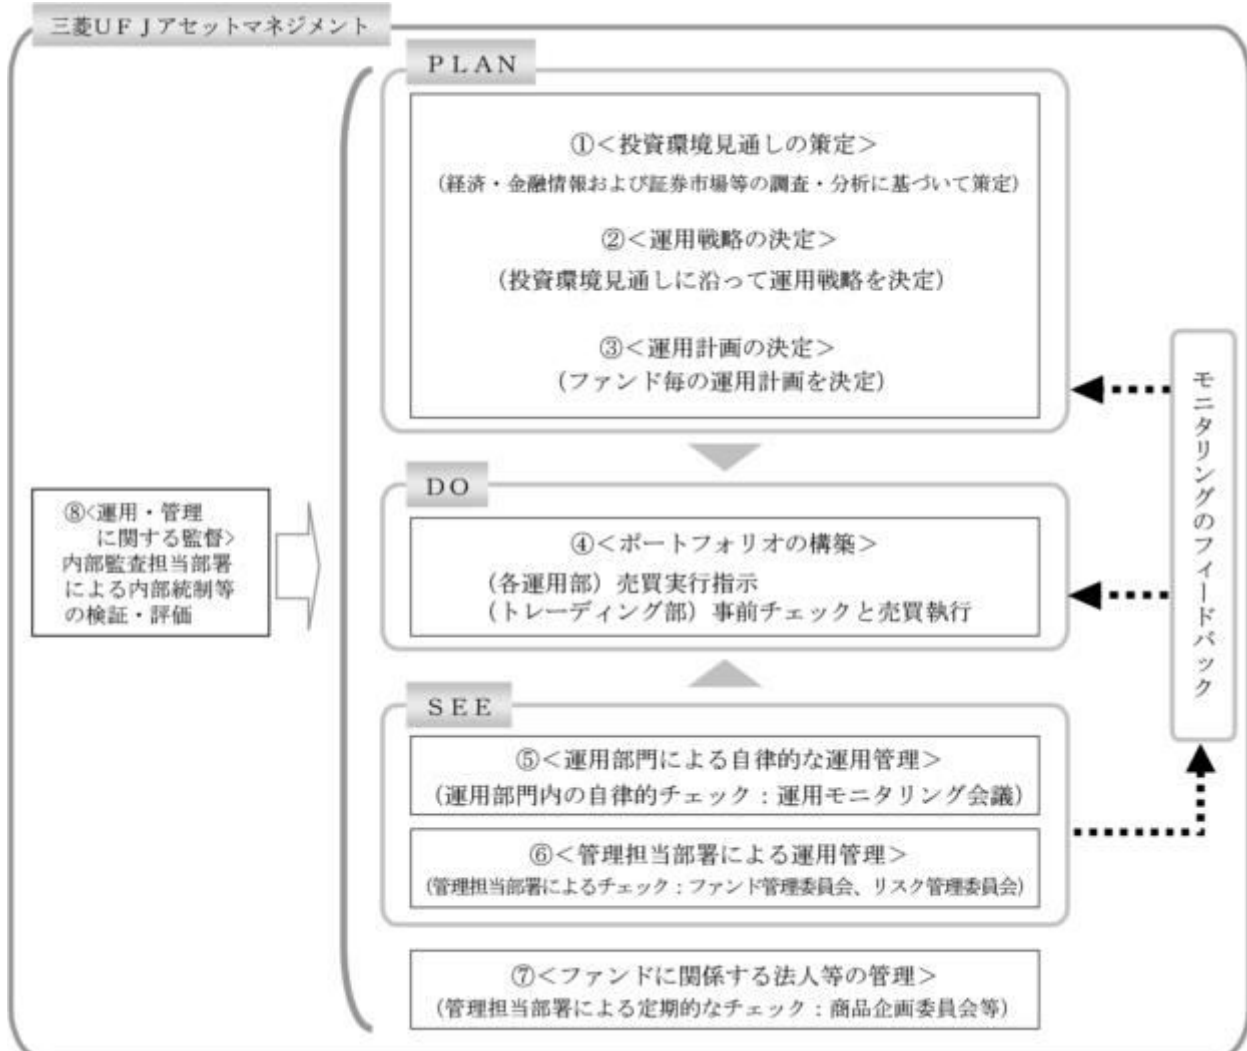 三菱ＵＦＪアセットマネジメント
ＰＬＡＮ
①＜投資環境見通しの策定＞
（経済・金融情報および証券市場等の調査・分析に基づいて策定）
②＜運用戦略の決定＞
（投資環境見通しに沿って運用戦略を決定）
③＜運用計画の決定＞
（ファンド毎の運用計画を決定）
ＤＯ
④＜ポートフォリオの構築＞
（各運用部）売買実行指示
（トレーディング部）事前チェックと売買執行
ＳＥＥ
⑤＜運用部門による自律的な運用管理＞
（運用部門内の自律的チェック：運用モニタリング会議）
⑥＜管理担当部署による運用管理＞
（管理担当部署によるチェック：ファンド管理委員会、リスク管理委員会）
⑦＜ファンドに関係する法人等の管理＞
（管理担当部署による定期的なチェック：商品企画委員会等）
⑧<運用・管理
に関する監督>
内部監査担当部署
による内部統制等
の検証・評価
モニタリングのフィードバック